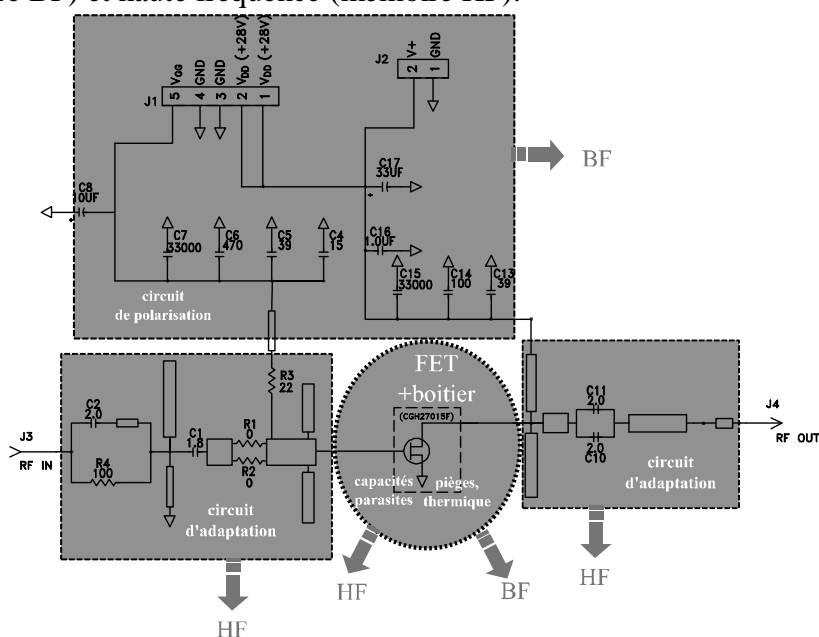 V_GG
GND
GND
V_DD (+28V)
V_DD (+28V)
5
4
3
2
1
J1
J2
V+
GND
2
1
BF
C8
10UF
C17
33UF
C7
33000
C6
470
C5
39
C4
15
C16
1.0UF
C15
33000
C14
100
C13
39
circuit
de polarisation
R3
22
FET
+boitier
(CGH27015F)
capacités
parasites
pièges,
thermique
J3
RF IN
C2
2.0
R4
100
C1
1.8
R1
0
R2
0
circuit
d'adaptation
C11
2.0
2.0
C10
J4
RF OUT
circuit
d'adaptation
HF
HF
BF
HF